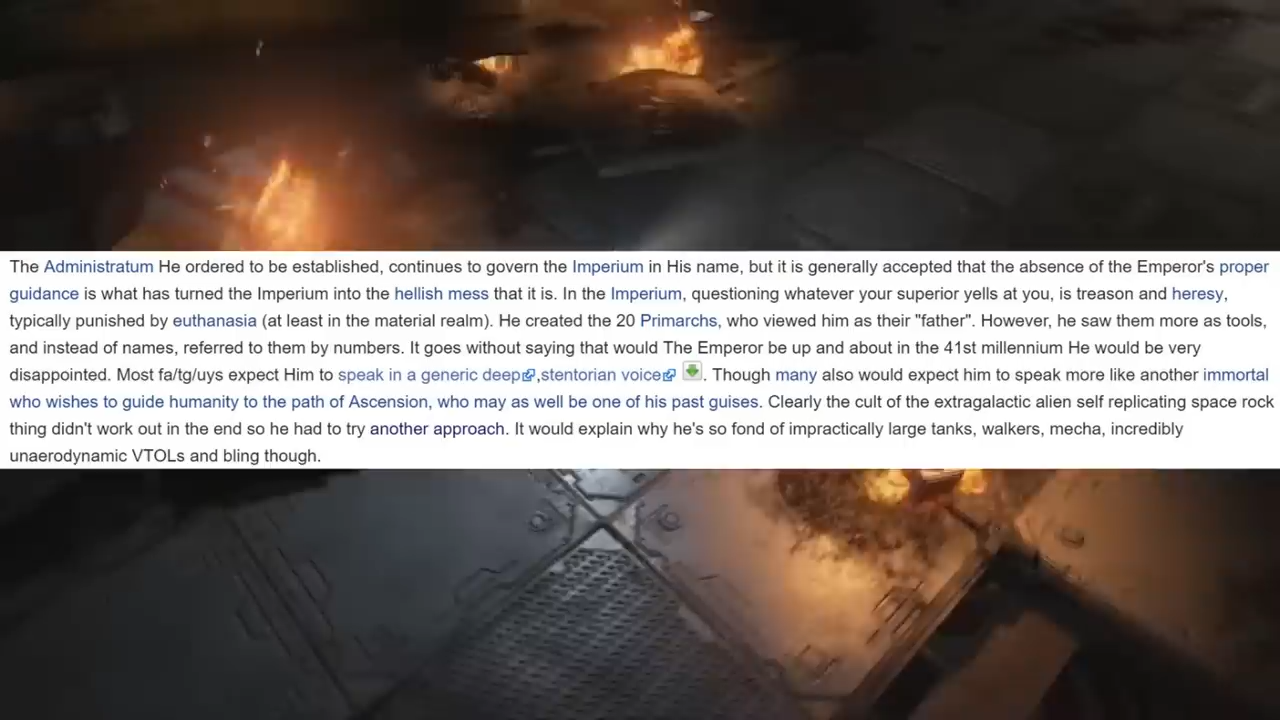 The Administratum He ordered to be established, continues to govern the Imperium in His name, but it is generally accepted that the absence of the Emperor's proper
guidance is what has turned the Imperium into the hellish mess that it is. In the Imperium, questioning whatever your superior yells at you, is treason and heresy,
typically punished by euthanasia (at least in the material realm). He created the 20 Primarchs, who viewed him as their "father". However, he saw them more as tools,
and instead of names, referred to them by numbers. It goes without saying that would The Emperor be up and about in the 41st millennium He would be very
disappointed. Most fa/tg/uys expect Him to speak in a generic deep,stentorian voice . Though many also would expect him to speak more like another immortal
who wishes to guide humanity to the path of Ascension, who may as well be one of his past guises. Clearly the cult of the extragalactic alien self replicating space rock
thing didn't work out in the end so he had to try another approach. It would explain why he's so fond of impractically large tanks, walkers, mecha, incredibly
unaerodynamic VTOLs and bling though.